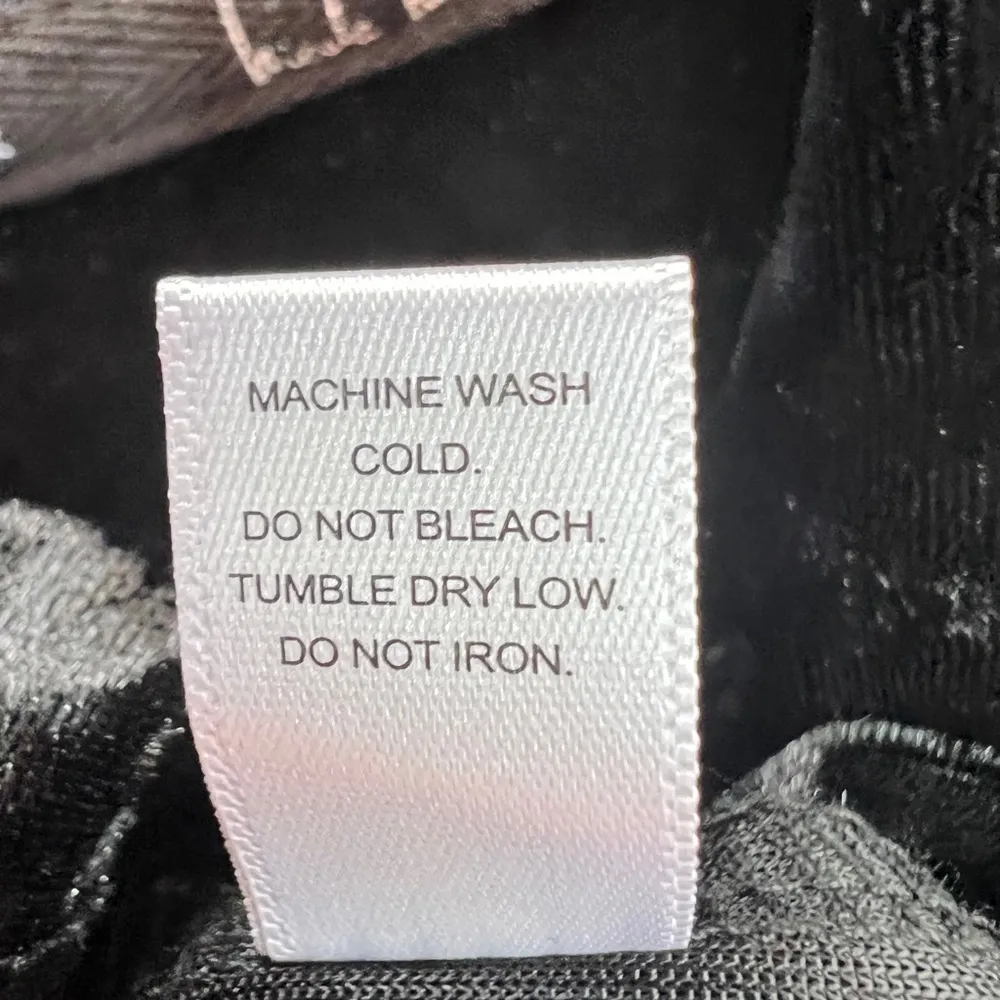 MACHINE WASH
COLD.
DO NOT BLEACH.
TUMBLE DRY LOW.
DO NOT IRON.